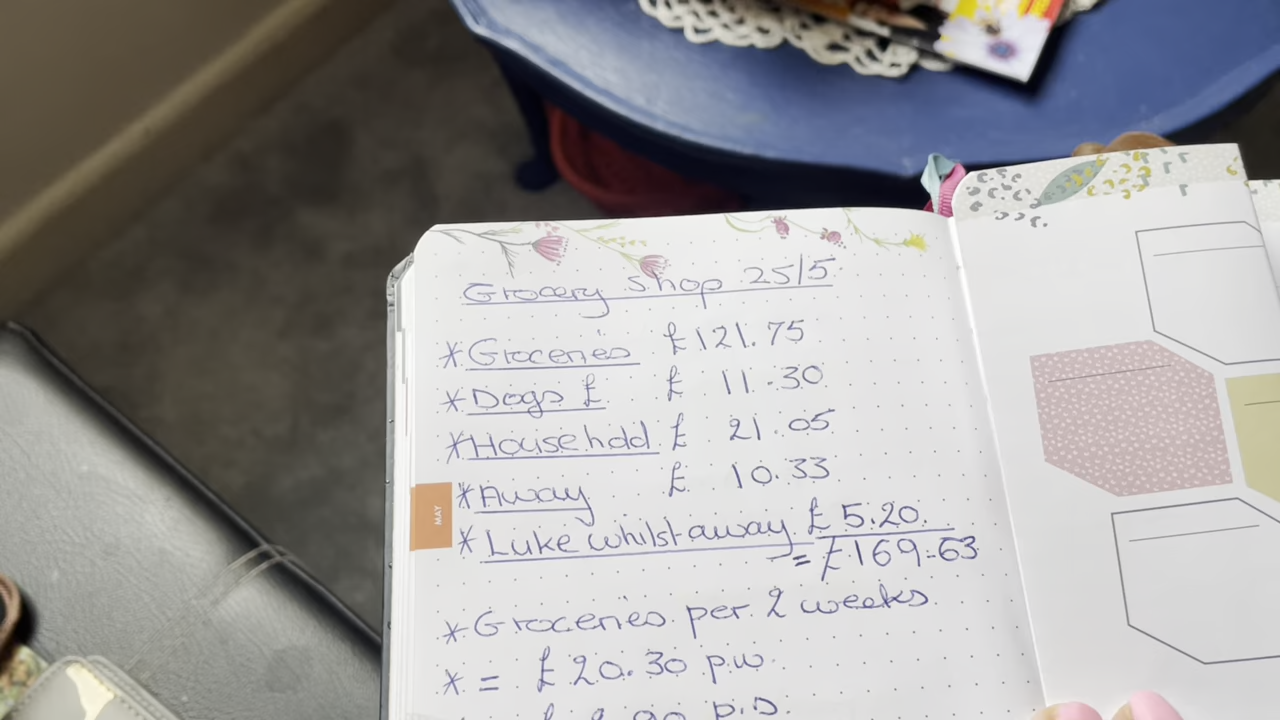 Grocery shop 25/5
* Groceries £121.75
* Dogs £ £ 11.30
* Household £ 21.05
* Away £ 10.33
* Luke whilst away £ 5.20
= £169-63
* Groceries per 2 weeks
* = £20.30 p.w
p.D.
MAY